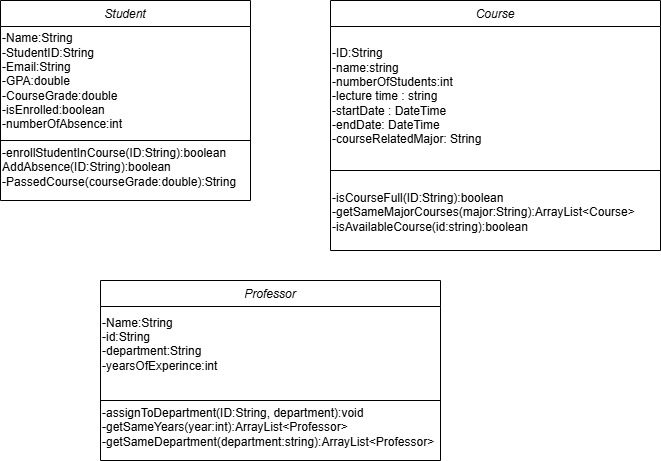 Student
-Name:String
-StudentID:String
-Email:String
-GPA:double
-CourseGrade:double
-isEnrolled:boolean
-numberOfAbsence:int
-enrollStudentInCourse(ID:String):boolean
AddAbsence(ID:String):boolean
-PassedCourse(courseGrade:double):String
Course
-ID:String
-name:string
-numberOfStudents:int
-lecture time : string
-startDate : DateTime
-endDate: DateTime
-courseRelatedMajor: String
-isCourseFull(ID:String):boolean
-getSameMajorCourses(major:String):ArrayList<Course>
-isAvailableCourse(id:string):boolean
Professor
-Name:String
-id:String
-department:String
-yearsOfExperince:int
-assignToDepartment(ID:String, department):void
-getSameYears(year:int):ArrayList<Professor>
-getSameDepartment(department:string):ArrayList<Professor>